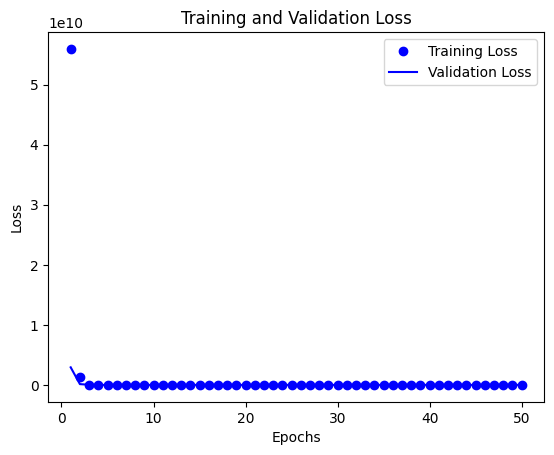 Training and Validation Loss
1e10
Training Loss
Validation Loss
5
4
3
2
1
0
Loss
0 10 20 30 40 50
Epochs